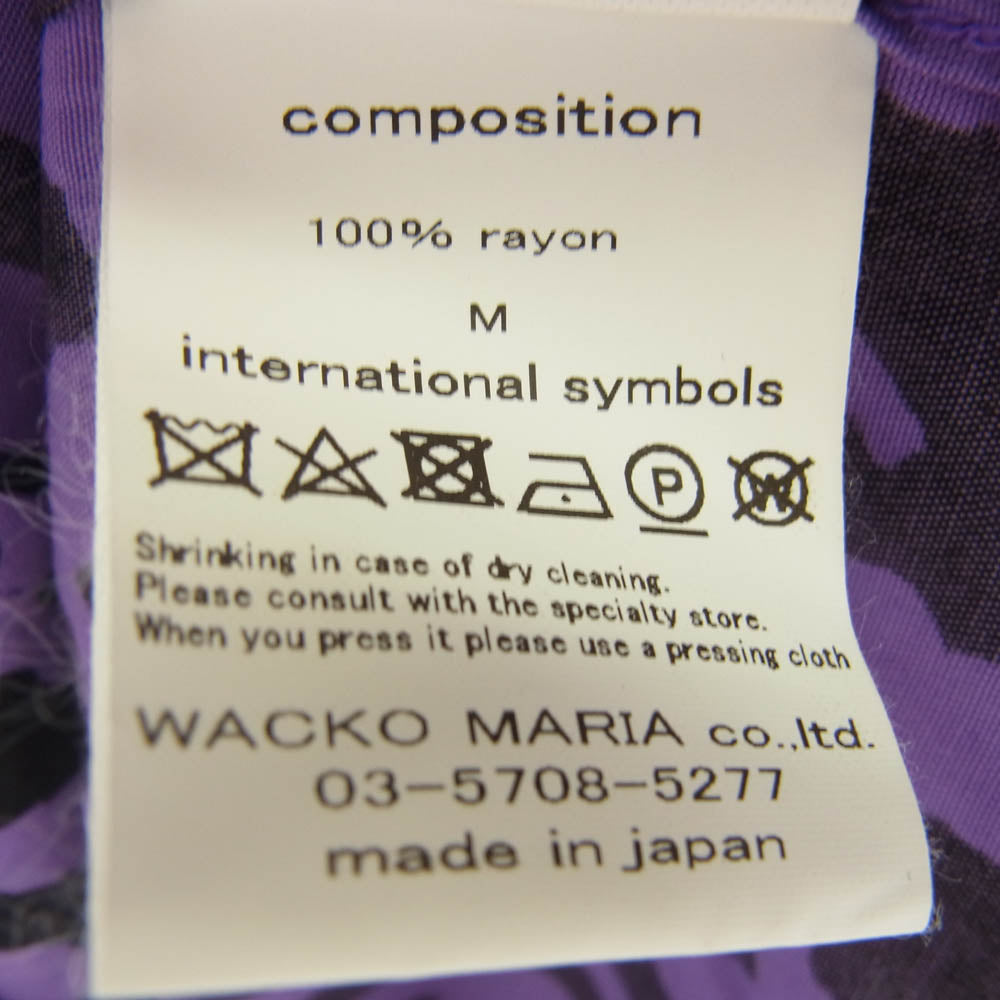 composition
100% rayon
M
international symbols
P W
Shrinking in case of dry cleaning.
Please consult with the specialty store.
When you press it please use a pressing cloth
WACKO MARIA co.,ltd.
03-5708-5277
made in japan